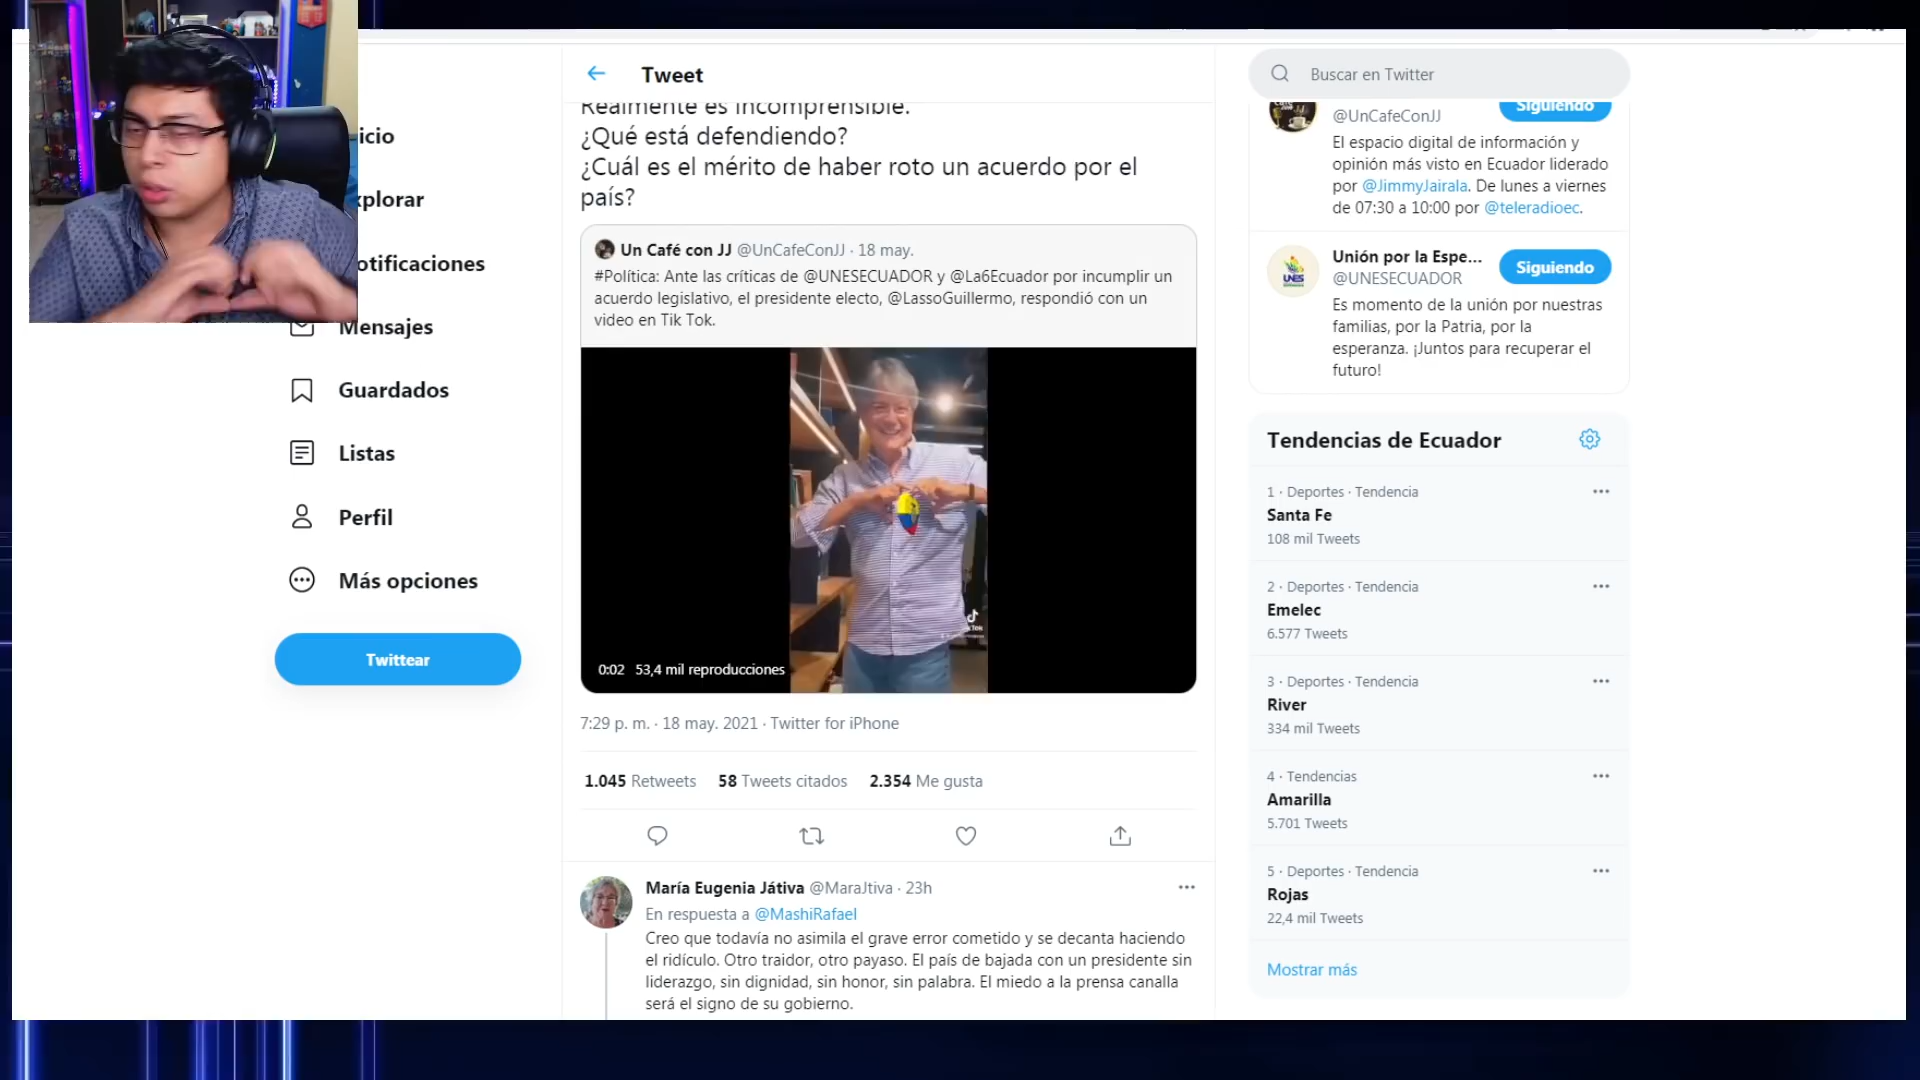 icio
xplorar
otificaciones
Mensajes
Guardados
Listas
Perfil
Más opciones
Twittear
Tweet
Realmente es incomprensible.
¿Qué está defendiendo?
¿Cuál es el mérito de haber roto un acuerdo por el
país?
Un Café con JJ @UnCafeConJJ · 18 may.
#Política: Ante las críticas de @UNESECUADOR y @La6Ecuador por incumplir un
acuerdo legislativo, el presidente electo, @LassoGuillermo, respondió con un
video en Tik Tok.
0:02 53,4 mil reproducciones
7:29 p. m. · 18 may. 2021 · Twitter for iPhone
1.045 Retweets 58 Tweets citados 2.354 Me gusta
María Eugenia Játiva @MaraJtiva · 23h
En respuesta a @MashiRafael
Creo que todavía no asimila el grave error cometido y se decanta haciendo
el ridículo. Otro traidor, otro payaso. El país de bajada con un presidente sin
liderazgo, sin dignidad, sin honor, sin palabra. El miedo a la prensa canalla
será el signo de su gobierno.
Buscar en Twitter
Siguiendo
@UnCafeConJJ
El espacio digital de información y
opinión más visto en Ecuador liderado
por @JimmyJairala. De lunes a viernes
de 07:30 a 10:00 por @teleradioec.
UNES
Unión por la Espe...
Siguiendo
@UNESECUADOR
Es momento de la unión por nuestras
familias, por la Patria, por la
esperanza. ¡Juntos para recuperar el
futuro!
Tendencias de Ecuador
1 · Deportes · Tendencia
Santa Fe
108 mil Tweets
2 · Deportes · Tendencia
Emelec
6.577 Tweets
3 · Deportes · Tendencia
River
334 mil Tweets
4 · Tendencias
Amarilla
5.701 Tweets
5 · Deportes · Tendencia
Rojas
22,4 mil Tweets
Mostrar más